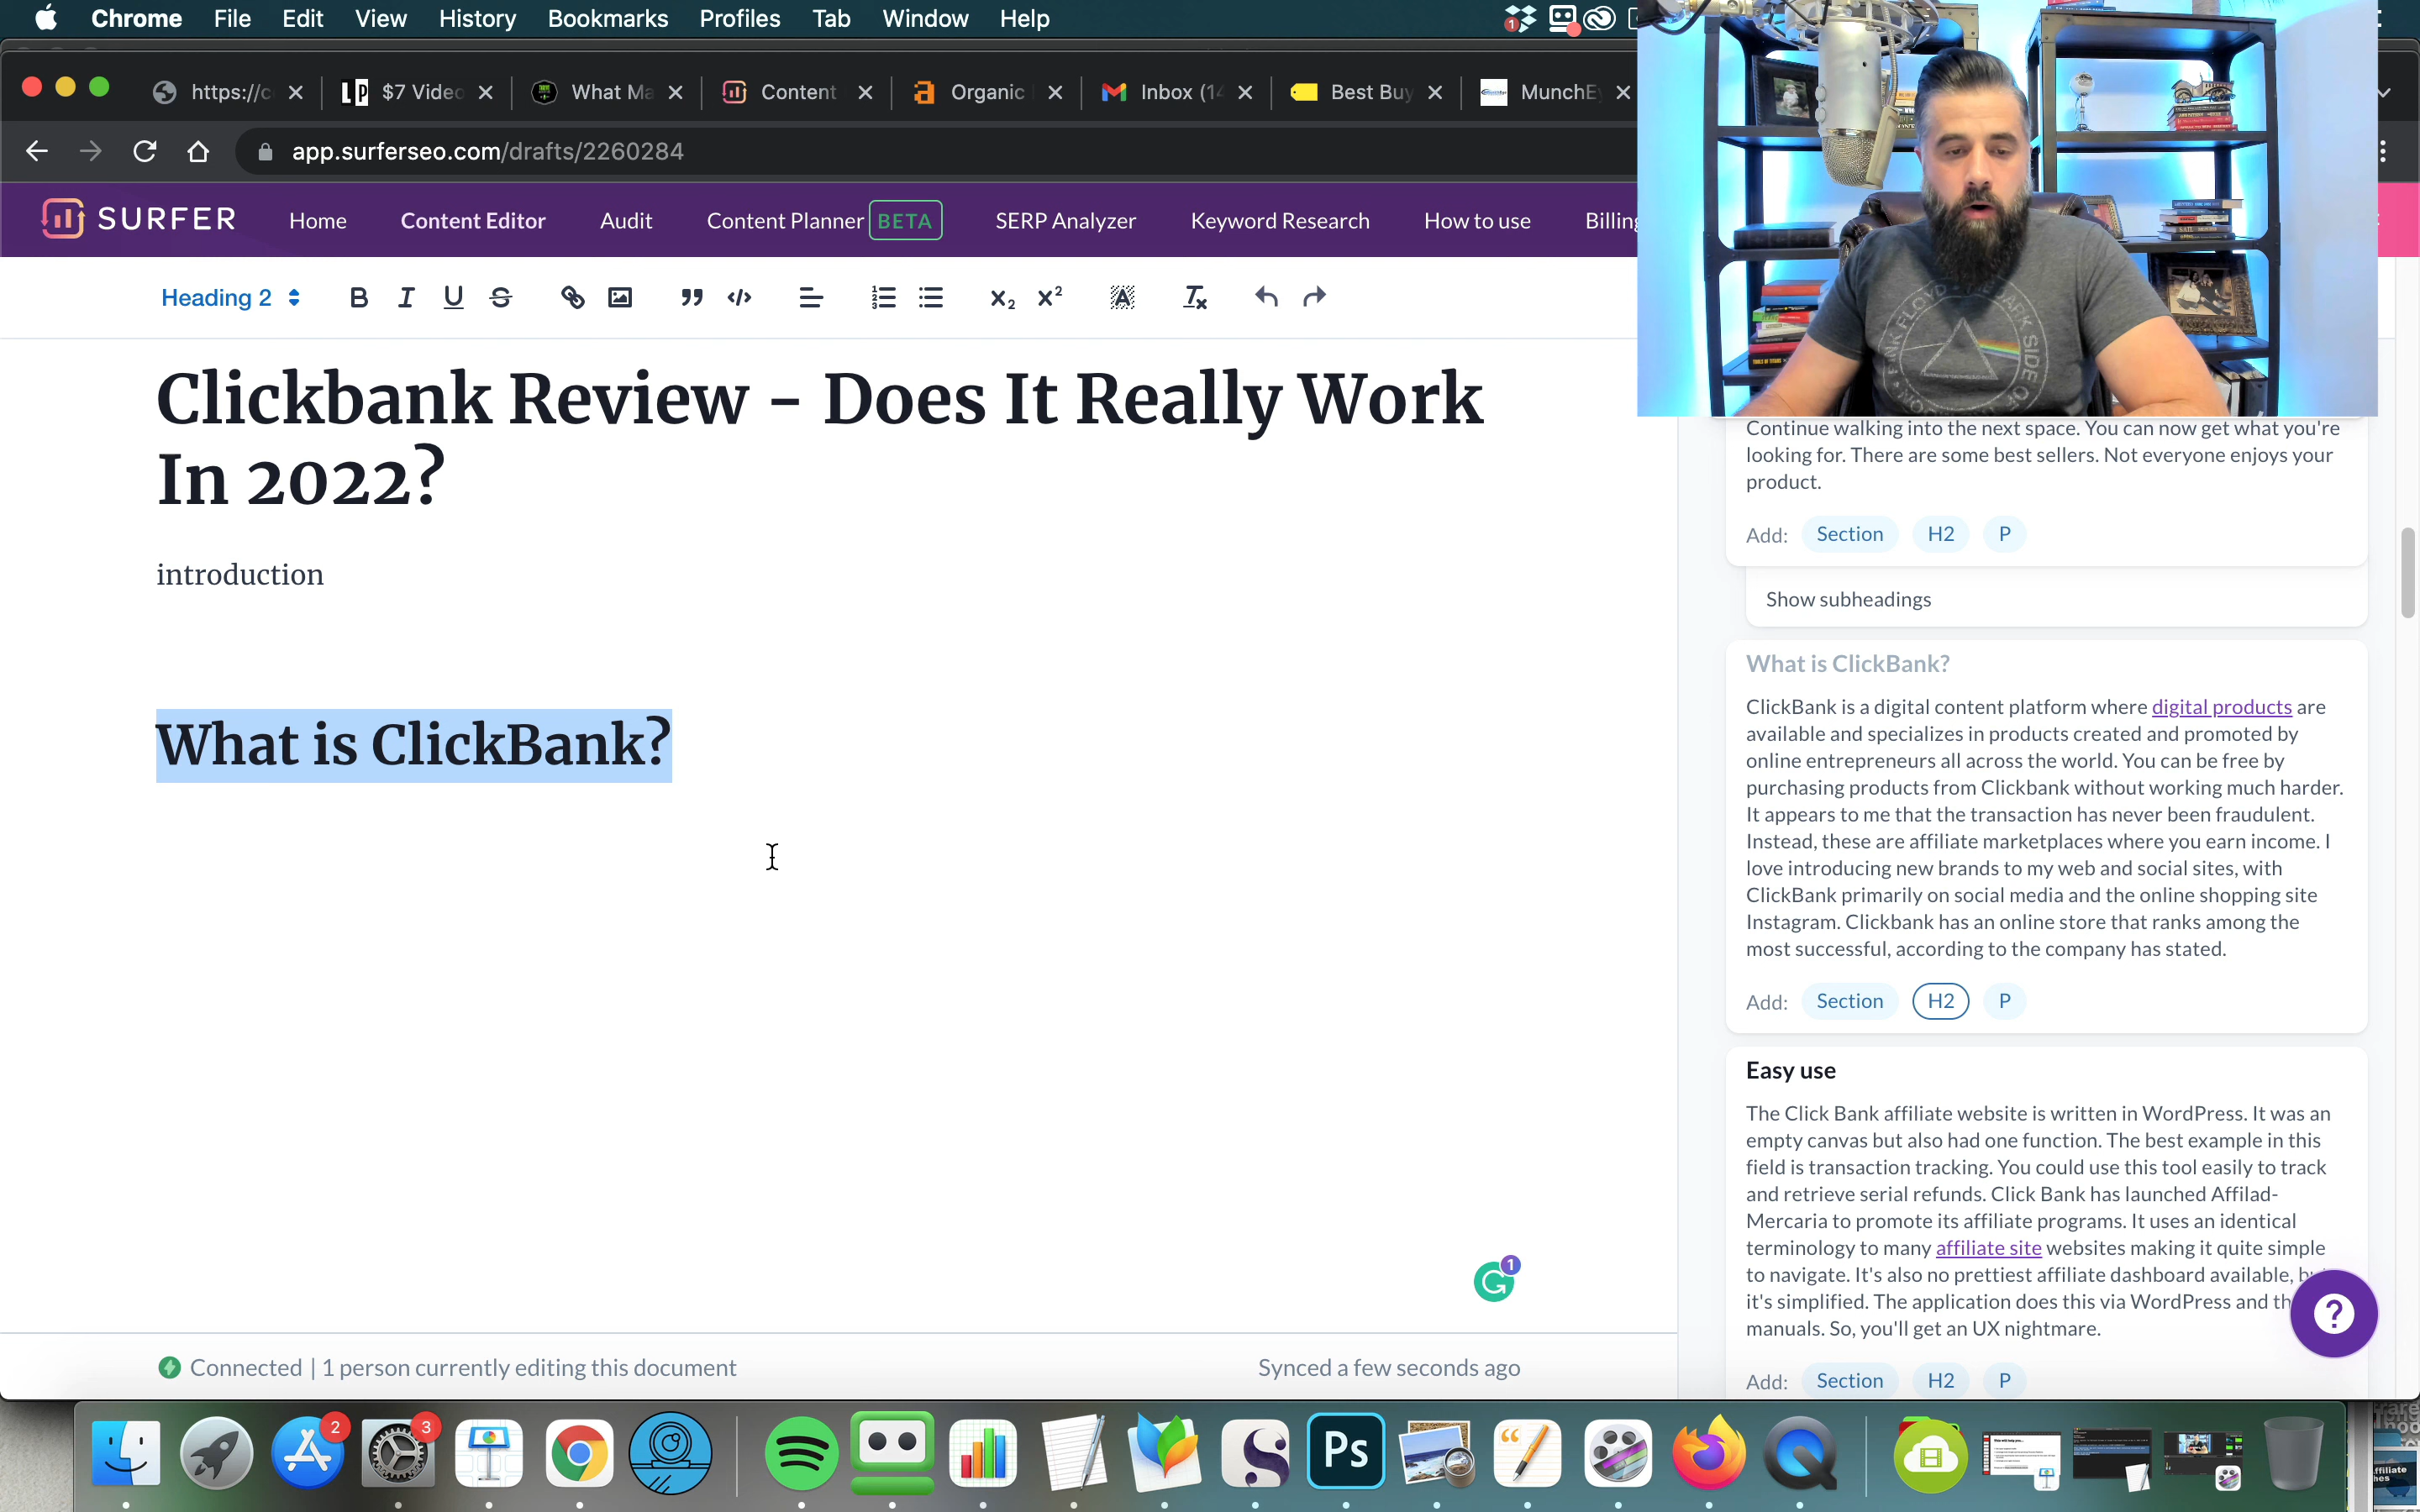 Chrome File Edit View History Bookmarks Profiles Tab Window Help
1
https://c $7 Video What Ma Content Organic Inbox (14 Best Buy MunchEy
app.surferseo.com/drafts/2260284
SURFER Home Content Editor Audit Content Planner BETA SERP Analyzer Keyword Research How to use Billing
Heading 2
Clickbank Review - Does It Really Work
In 2022?
introduction
What is ClickBank?
1
Connected | 1 person currently editing this document
Synced a few seconds ago
Continue walking into the next space. You can now get what you're
looking for. There are some best sellers. Not everyone enjoys your
product.
Add: Section H2 P
Show subheadings
What is ClickBank?
ClickBank is a digital content platform where digital products are
available and specializes in products created and promoted by
online entrepreneurs all across the world. You can be free by
purchasing products from Clickbank without working much harder.
It appears to me that the transaction has never been fraudulent.
Instead, these are affiliate marketplaces where you earn income. I
love introducing new brands to my web and social sites, with
ClickBank primarily on social media and the online shopping site
Instagram. Clickbank has an online store that ranks among the
most successful, according to the company has stated.
Add: Section H2 P
Easy use
The Click Bank affiliate website is written in WordPress. It was an
empty canvas but also had one function. The best example in this
field is transaction tracking. You could use this tool easily to track
and retrieve serial refunds. Click Bank has launched Affilad-
Mercaria to promote its affiliate programs. It uses an identical
terminology to many affiliate site websites making it quite simple
to navigate. It's also no prettiest affiliate dashboard available,
it's simplified. The application does this via WordPress and
manuals. So, you'll get an UX nightmare.
Add: Section H2 P
2
3
Ps